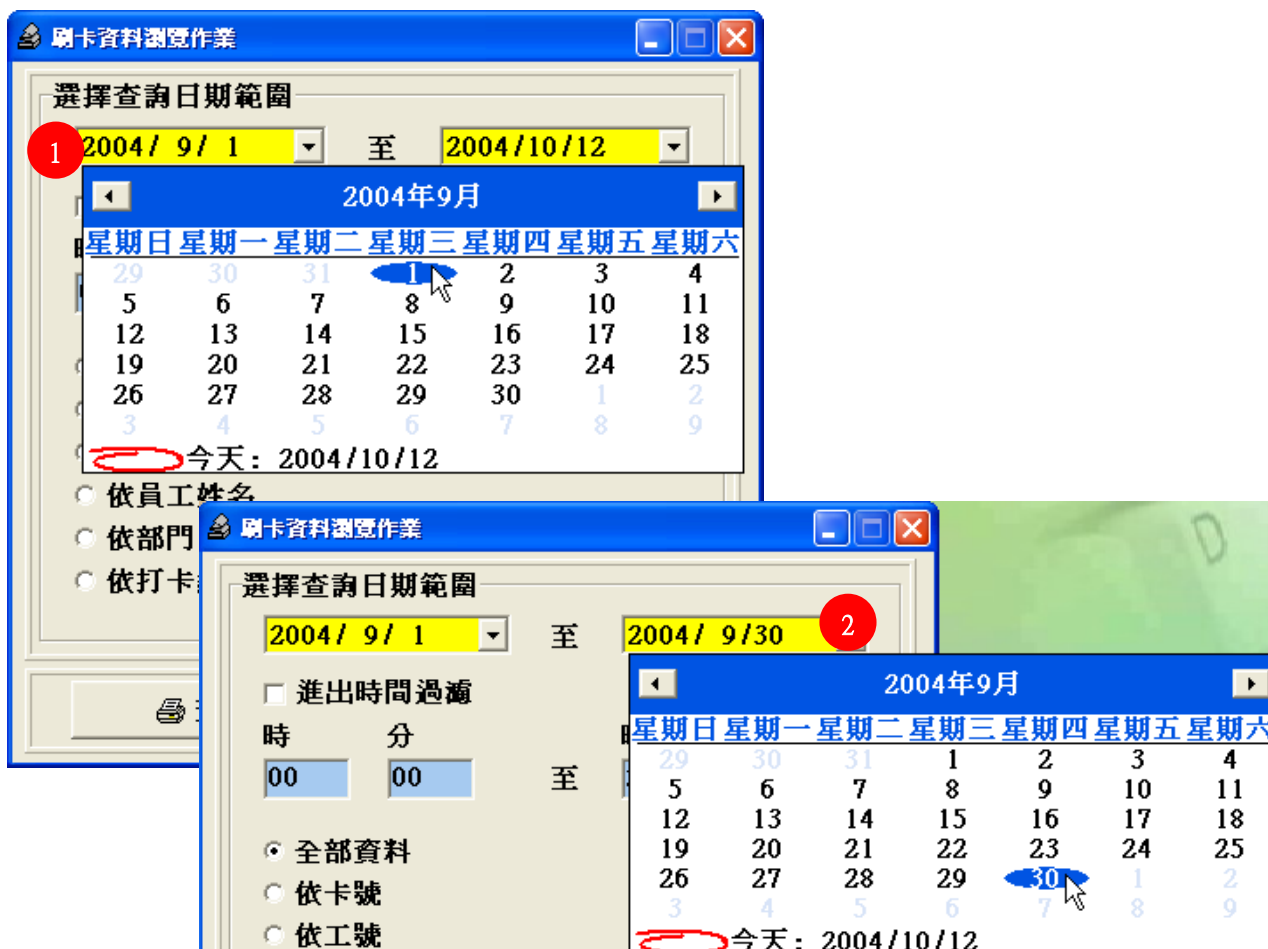 刷卡資料瀏覽作業
選擇查詢日期範圍
1
2004/ 9/ 1 至 2004/10/12
2004年9月
星期日 星期一 星期二 星期三 星期四 星期五 星期六
29 30 31 1 2 3 4
5 6 7 8 9 10 11
12 13 14 15 16 17 18
19 20 21 22 23 24 25
26 27 28 29 30 1 2
3 4 5 6 7 8 9
今天: 2004/10/12
依員工姓名
依部門
依打卡
刷卡資料瀏覽作業
選擇查詢日期範圍
2004/ 9/ 1 至 2004/ 9/30
2
進出時間過濾
時 分
00 00 至
全部資料
依卡號
依工號
2004年9月
星期日 星期一 星期二 星期三 星期四 星期五 星期六
29 30 31 1 2 3 4
5 6 7 8 9 10 11
12 13 14 15 16 17 18
19 20 21 22 23 24 25
26 27 28 29 30 1 2
3 4 5 6 7 8 9
今天: 2004/10/12